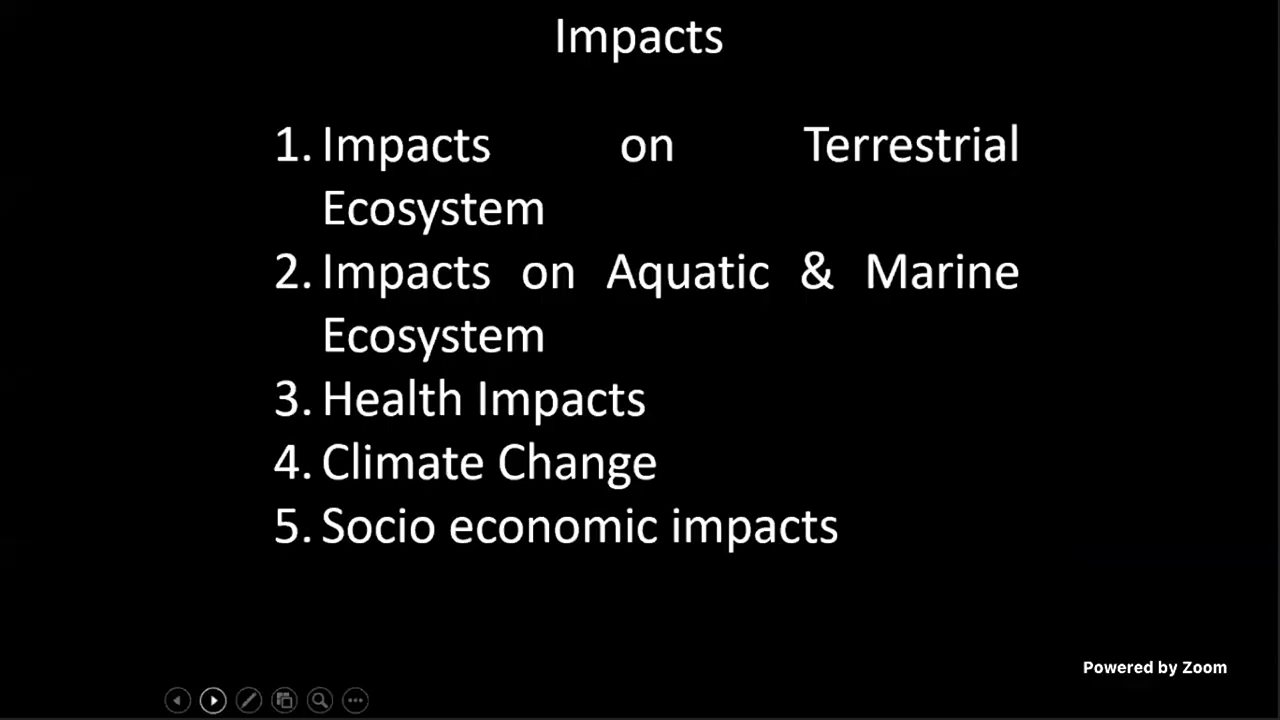 Impacts
1. Impacts on Terrestrial
Ecosystem
2. Impacts on Aquatic & Marine
Ecosystem
3. Health Impacts
4. Climate Change
5. Socio economic impacts
Powered by Zoom